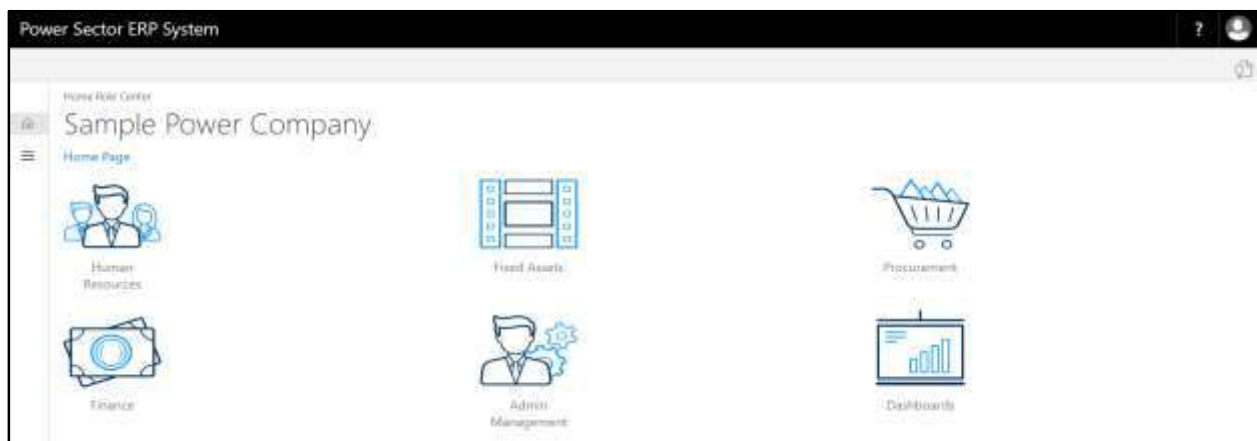 Power Sector ERP System
?
Home Role Center
Sample Power Company
Home Page
Human
Resources
Fixed Assets
Procurement
Finance
Admin
Management
Dashboards